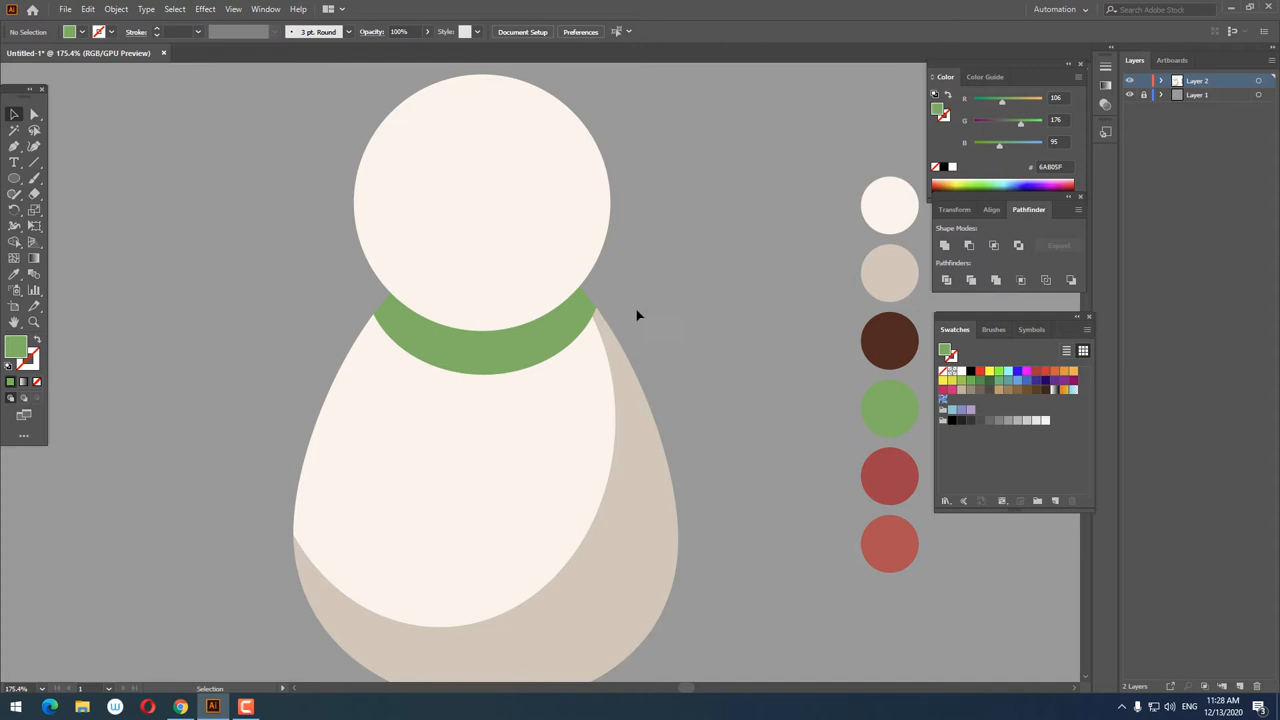 Ai
File
Edit
Object
Type
Select
Effect
View
Window
Help
Automation
Search Adobe Stock
No Selection
Stroke:
3 pt. Round
Opacity:
100%
Style:
Document Setup
Preferences
Untitled-1* @ 175.4% (RGB/GPU Preview)
Layers
Artboards
Layer 2
Layer 1
Color
Color Guide
R
106
G
176
B
95
#
6AB05F
Transform
Align
Pathfinder
Shape Modes:
Expand
Pathfinders:
Swatches
Brushes
Symbols
175.4%
1
Selection
2 Layers
Ai
ENG
11:28 AM
12/13/2020